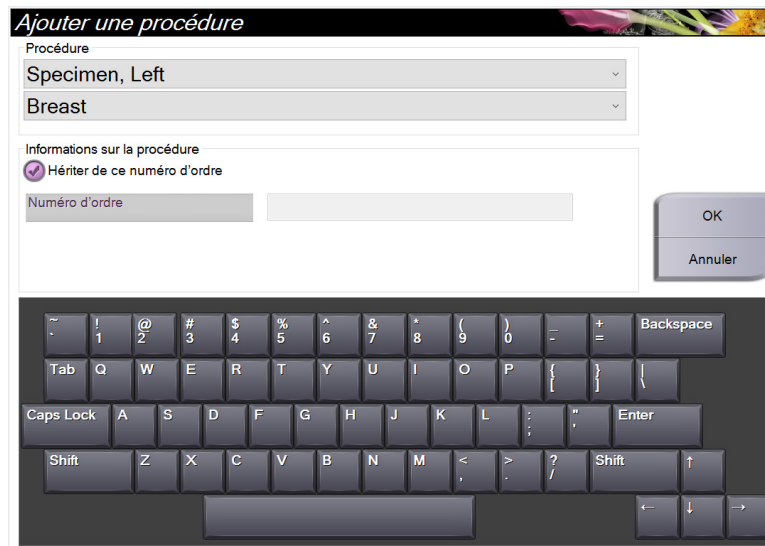 Ajouter une procédure
Procédure
Specimen, Left
Breast
Informations sur la procédure
Hériter de ce numéro d'ordre
Numéro d'ordre
OK
Annuler
~ ! @ # $ % ^ & * ( ) _ + Backspace
` 1 2 3 4 5 6 7 8 9 0 - =
Tab Q W E R T Y U I O P { } |
[ ] \
Caps Lock A S D F G H J K L : " Enter
; '
Shift Z X C V B N M < > ? Shift ↑
, . /
← ↓ →